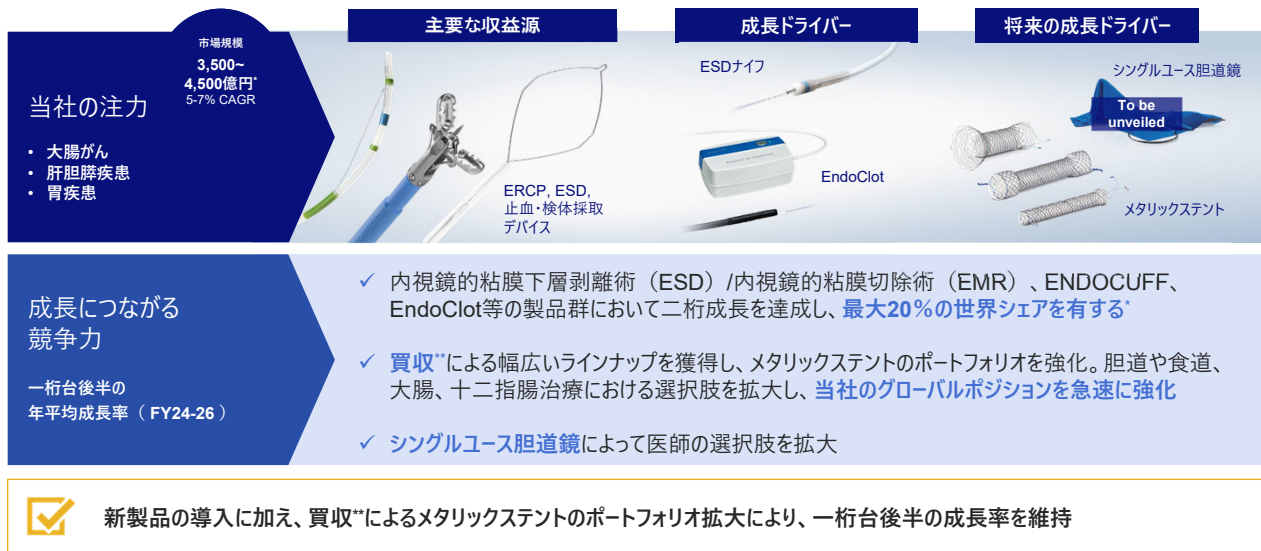 主要な収益源
成長ドライバー
将来の成長ドライバー
市場規模
3,500~
4,500億円*
5-7% CAGR
当社の注力
• 大腸がん
• 肝胆膵疾患
• 胃疾患
ERCP, ESD,
止血・検体採取
デバイス
ESDナイフ
EndoClot
シングルユース胆道鏡
To be
unveiled
メタリックステント
成長につながる
競争力
一桁台後半の
年平均成長率（ FY24-26 ）
✓ 内視鏡的粘膜下層剥離術（ESD）/内視鏡的粘膜切除術（EMR）、ENDOCUFF、
EndoClot等の製品群において二桁成長を達成し、最大20％の世界シェアを有する*
✓ 買収**による幅広いラインナップを獲得し、メタリックステントのポートフォリオを強化。胆道や食道、
大腸、十二指腸治療における選択肢を拡大し、当社のグローバルポジションを急速に強化
✓ シングルユース胆道鏡によって医師の選択肢を拡大
新製品の導入に加え、買収**によるメタリックステントのポートフォリオ拡大により、一桁台後半の成長率を維持